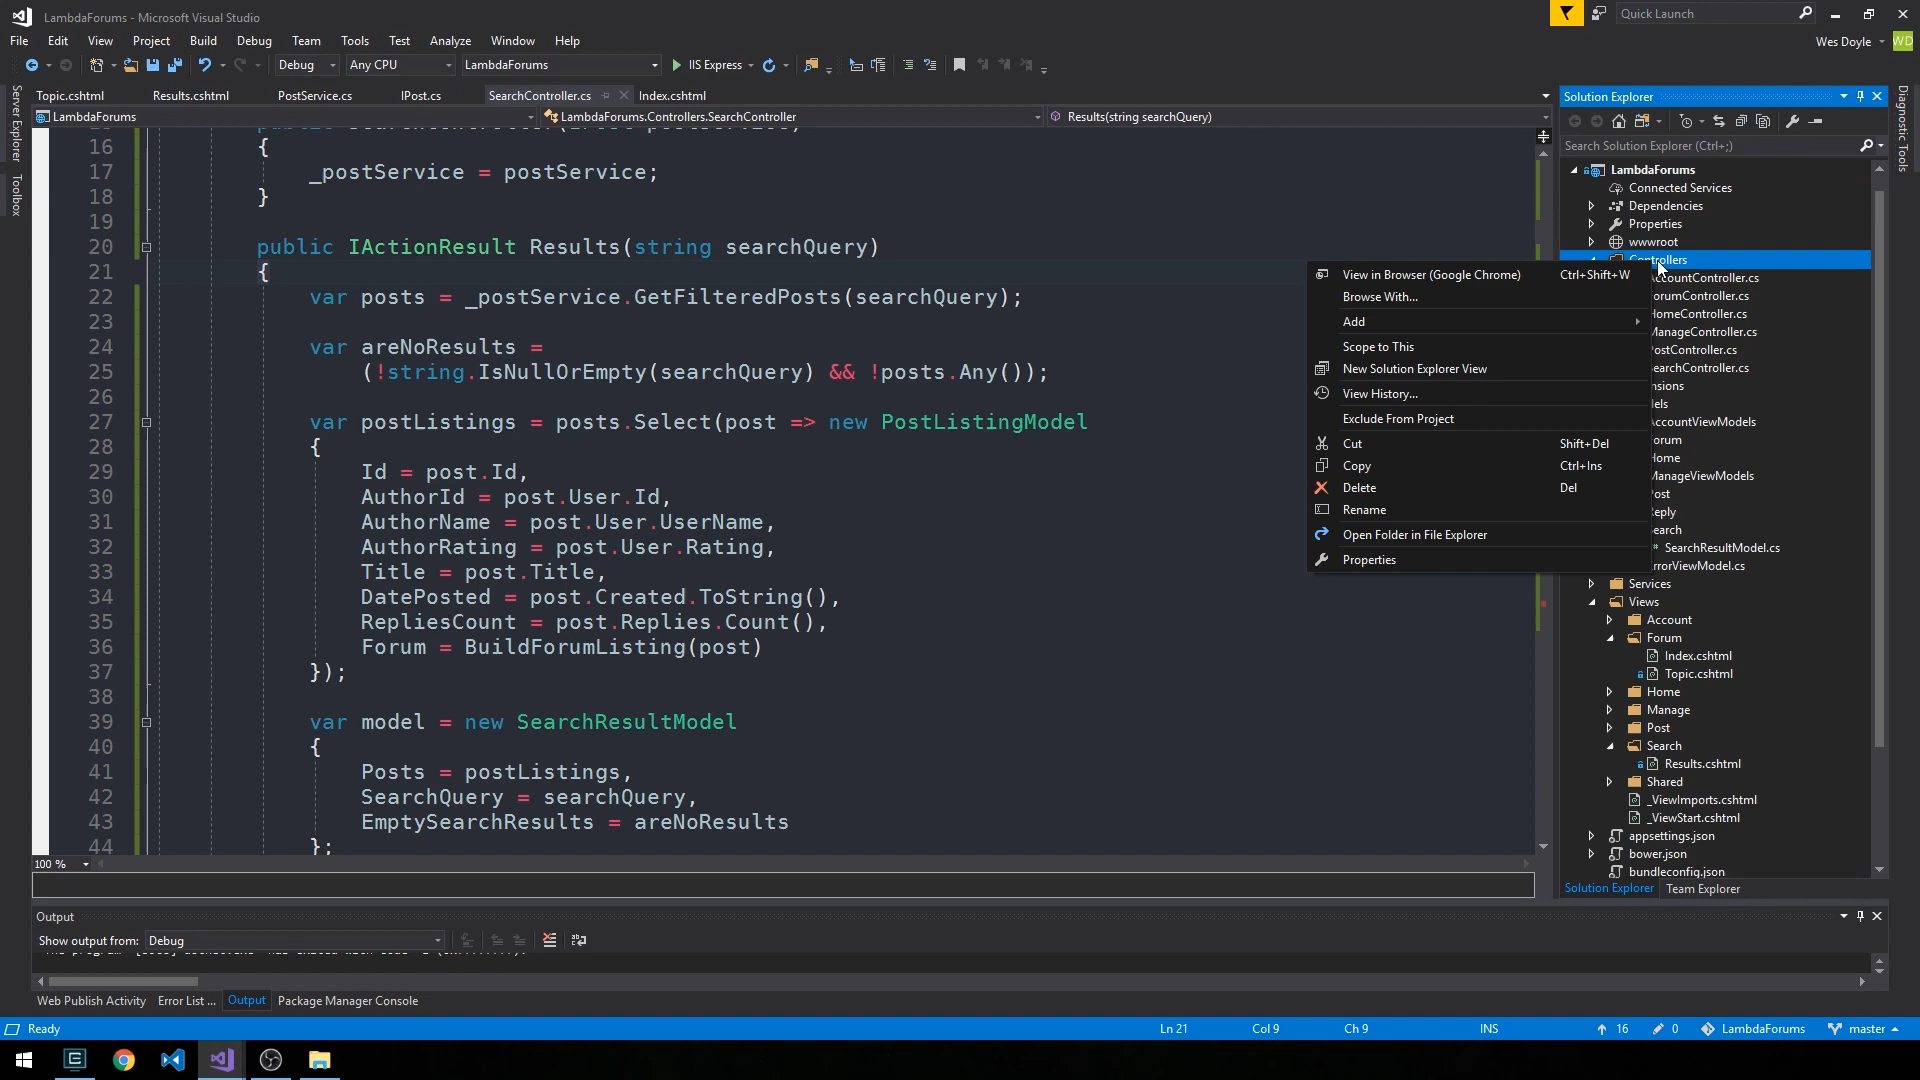 LambdaForums - Microsoft Visual Studio
Quick Launch
File Edit View Project Build Debug Team Tools Test Analyze Window Help
Wes Doyle WD
Debug Any CPU LambdaForums IIS Express
Topic.cshtml Results.cshtml PostService.cs IPost.cs SearchController.cs Index.cshtml
LambdaForums LambdaForums.Controllers.SearchController Results(string searchQuery)
Server Explorer
Toolbox
16 {
17 _postService = postService;
18 }
19
20 public IActionResult Results(string searchQuery)
21 {
22 var posts = _postService.GetFilteredPosts(searchQuery);
23
24 var areNoResults =
25 (!string.IsNullOrEmpty(searchQuery) && !posts.Any());
26
27 var postListings = posts.Select(post => new PostListingModel
28 {
29 Id = post.Id,
30 AuthorId = post.User.Id,
31 AuthorName = post.User.UserName,
32 AuthorRating = post.User.Rating,
33 Title = post.Title,
34 DatePosted = post.Created.ToString(),
35 RepliesCount = post.Replies.Count(),
36 Forum = BuildForumListing(post)
37 });
38
39 var model = new SearchResultModel
40 {
41 Posts = postListings,
42 SearchQuery = searchQuery,
43 EmptySearchResults = areNoResults
44 };
100 %
View in Browser (Google Chrome) Ctrl+Shift+W
Browse With...
Add
Scope to This
New Solution Explorer View
View History...
Exclude From Project
Cut Shift+Del
Copy Ctrl+Ins
Delete Del
Rename
Open Folder in File Explorer
Properties
Solution Explorer
Search Solution Explorer (Ctrl+;)
LambdaForums
Connected Services
Dependencies
Properties
wwwroot
Controllers
AccountController.cs
ForumController.cs
HomeController.cs
ManageController.cs
PostController.cs
SearchController.cs
nsions
els
AccountViewModels
Forum
Home
ManageViewModels
Post
Reply
Search
SearchResultModel.cs
ErrorViewModel.cs
Services
Views
Account
Forum
Index.cshtml
Topic.cshtml
Home
Manage
Post
Search
Results.cshtml
Shared
_ViewImports.cshtml
_ViewStart.cshtml
appsettings.json
bower.json
bundleconfig.json
Solution Explorer Team Explorer
Diagnostic Tools
Output
Show output from: Debug
Web Publish Activity Error List ... Output Package Manager Console
Ready Ln 21 Col 9 Ch 9 INS 16 0 LambdaForums master